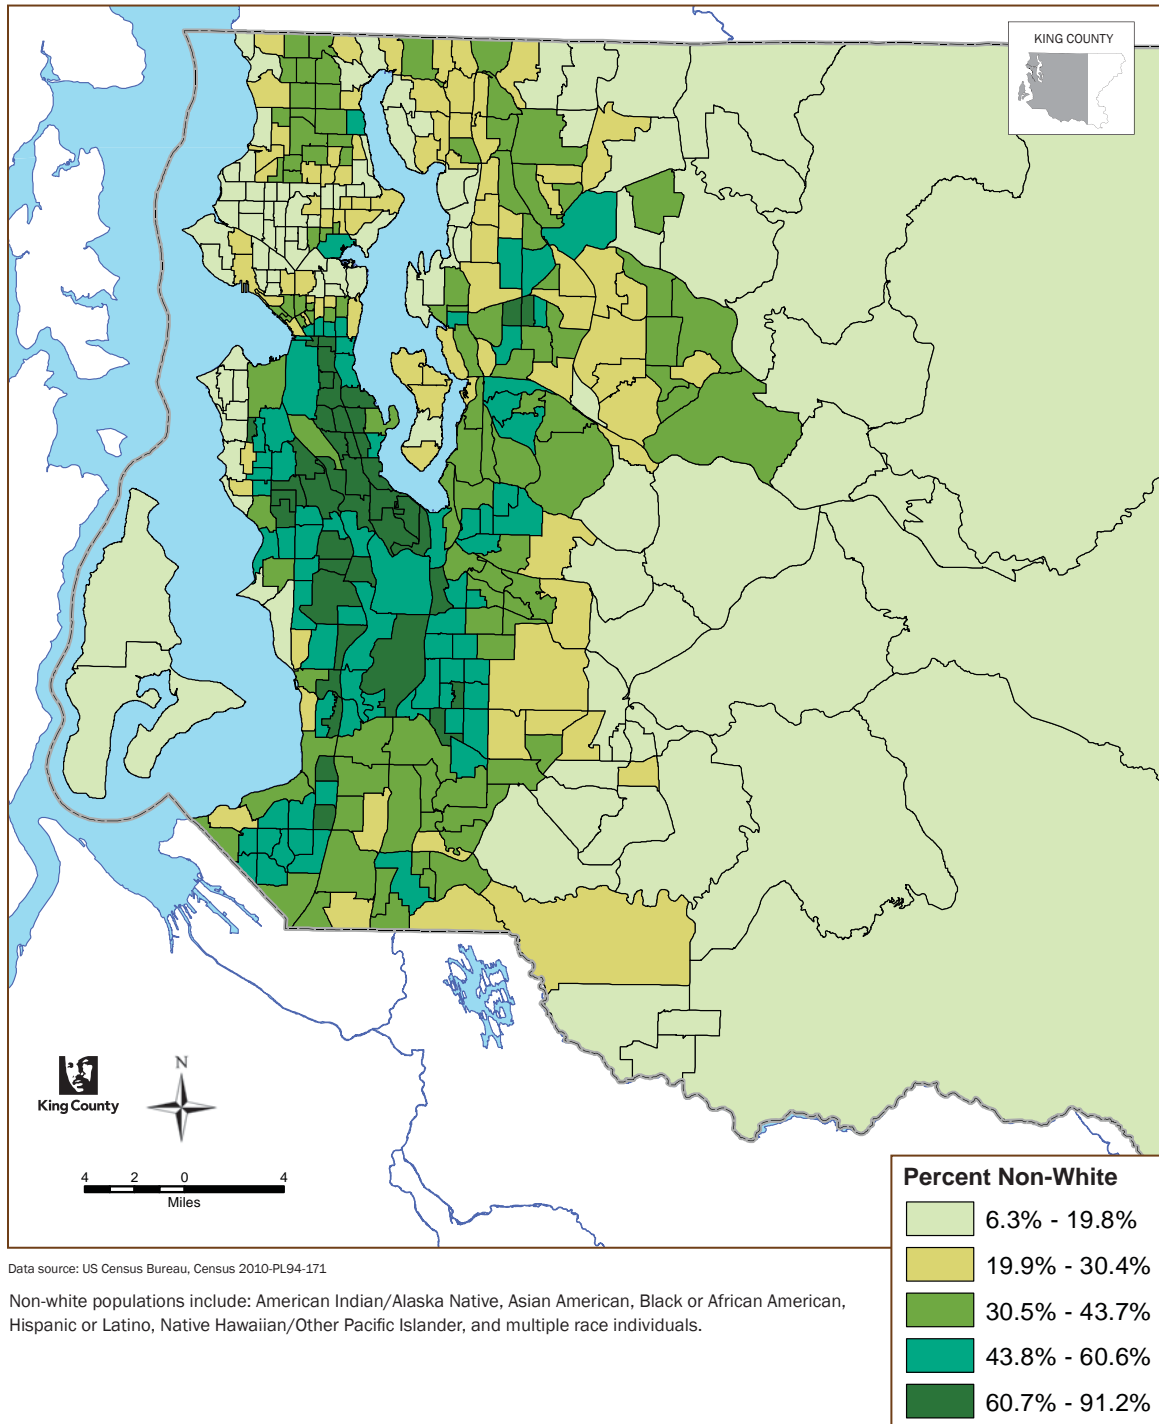 KING COUNTY
N
King County
4 2 0 4
Miles
Percent Non-White
6.3% - 19.8%
19.9% - 30.4%
30.5% - 43.7%
43.8% - 60.6%
60.7% - 91.2%
Data source: US Census Bureau, Census 2010-PL94-171
Non-white populations include: American Indian/Alaska Native, Asian American, Black or African American,
Hispanic or Latino, Native Hawaiian/Other Pacific Islander, and multiple race individuals.